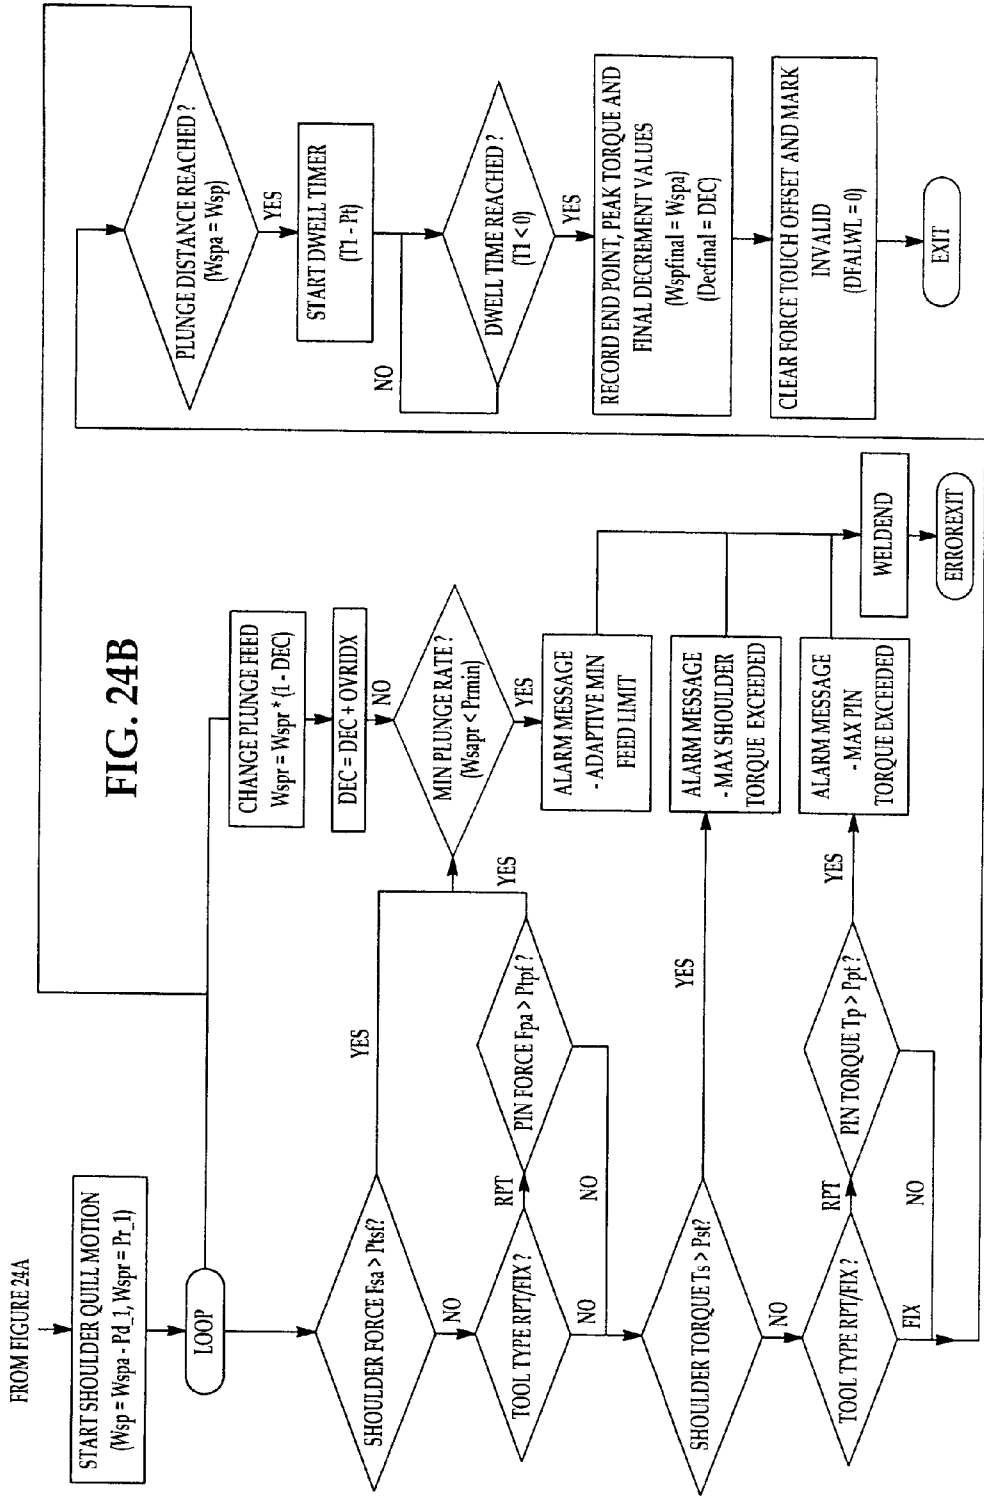 FIG. 24B
FROM FIGURE 24A
START SHOULDER QUILL MOTION
(Wsp = Wspa - Pd_1, Wspr = Pr_1)
LOOP
SHOULDER FORCE Fsa > Ptsf?
YES
NO
TOOL TYPE RPT/FIX ?
RPT
NO
PIN FORCE Fpa > Ptpf ?
YES
NO
SHOULDER TORQUE Ts > Pst?
YES
NO
TOOL TYPE RPT/FIX ?
RPT
FIX
PIN TORQUE Tp > Ppt ?
YES
NO
CHANGE PLUNGE FEED
Wspr = Wspr * (1 - DEC)
DEC = DEC + OVRIDX
NO
MIN PLUNGE RATE ?
(Wsapr < Prmin)
YES
ALARM MESSAGE
- ADAPTIVE MIN
FEED LIMIT
ALARM MESSAGE
- MAX SHOULDER
TORQUE EXCEEDED
ALARM MESSAGE
- MAX PIN
TORQUE EXCEEDED
WELDEND
ERROREXIT
PLUNGE DISTANCE REACHED ?
(Wspa = Wsp)
YES
START DWELL TIMER
(T1 - Pt)
NO
DWELL TIME REACHED ?
(T1 < 0)
YES
RECORD END POINT, PEAK TORQUE AND
FINAL DECREMENT VALUES
(Wspfinal = Wspa)
(Decfinal = DEC)
CLEAR FORCE TOUCH OFFSET AND MARK
INVALID
(DFALWL = 0)
EXIT